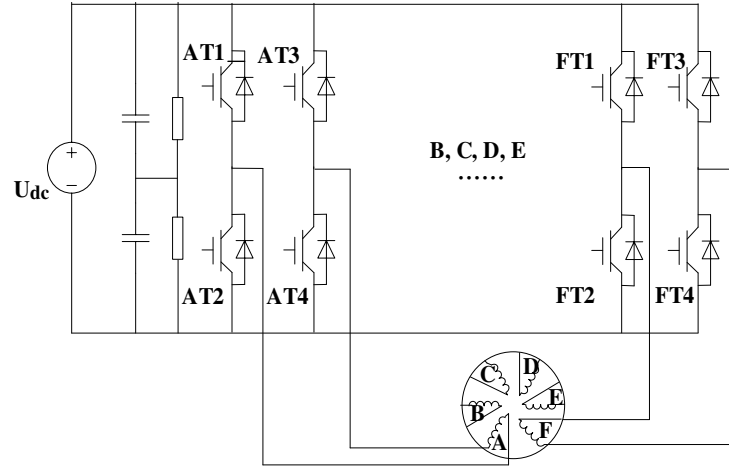 AT1 AT3 FT1 FT3
B, C, D, E
......
+
−
Udc
AT2 AT4 FT2 FT4
C D
B E
A F